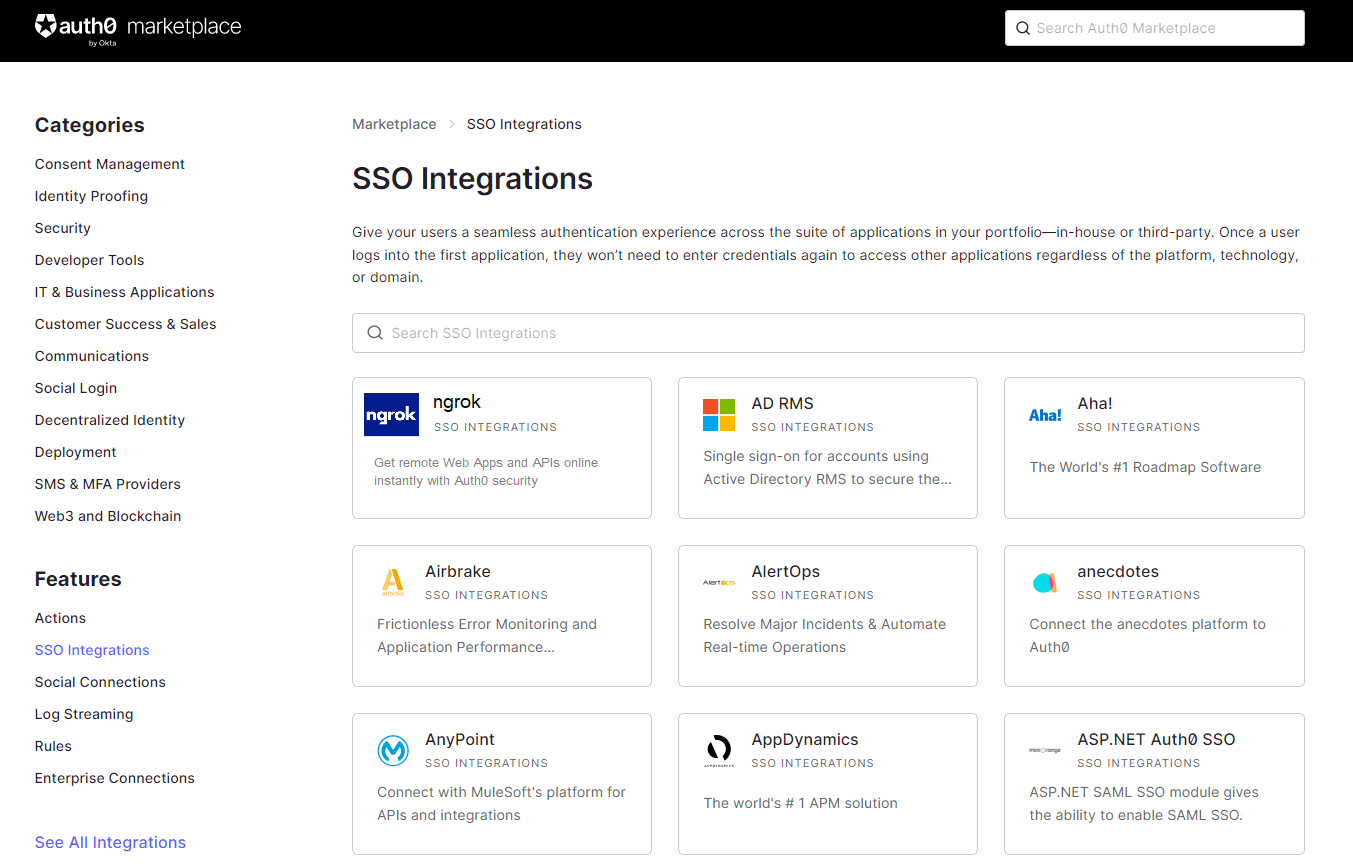 auth0 marketplace
by Okta
Search Auth0 Marketplace
Categories
Consent Management
Identity Proofing
Security
Developer Tools
IT & Business Applications
Customer Success & Sales
Communications
Social Login
Decentralized Identity
Deployment
SMS & MFA Providers
Web3 and Blockchain
Features
Actions
SSO Integrations
Social Connections
Log Streaming
Rules
Enterprise Connections
See All Integrations
Marketplace > SSO Integrations
SSO Integrations
Give your users a seamless authentication experience across the suite of applications in your portfolio—in-house or third-party. Once a user
logs into the first application, they won’t need to enter credentials again to access other applications regardless of the platform, technology,
or domain.
Search SSO Integrations
ngrok
ngrok
SSO INTEGRATIONS
Get remote Web Apps and APIs online
instantly with Auth0 security
AD RMS
SSO INTEGRATIONS
Single sign-on for accounts using
Active Directory RMS to secure the...
Aha!
Aha!
SSO INTEGRATIONS
The World's #1 Roadmap Software
Airbrake
Airbrake
SSO INTEGRATIONS
Frictionless Error Monitoring and
Application Performance...
AlertOps
AlertOps
SSO INTEGRATIONS
Resolve Major Incidents & Automate
Real-time Operations
anecdotes
SSO INTEGRATIONS
Connect the anecdotes platform to
Auth0
AnyPoint
SSO INTEGRATIONS
Connect with MuleSoft's platform for
APIs and integrations
APPDYNAMICS
AppDynamics
SSO INTEGRATIONS
The world's # 1 APM solution
miniOrange
ASP.NET Auth0 SSO
SSO INTEGRATIONS
ASP.NET SAML SSO module gives
the ability to enable SAML SSO.